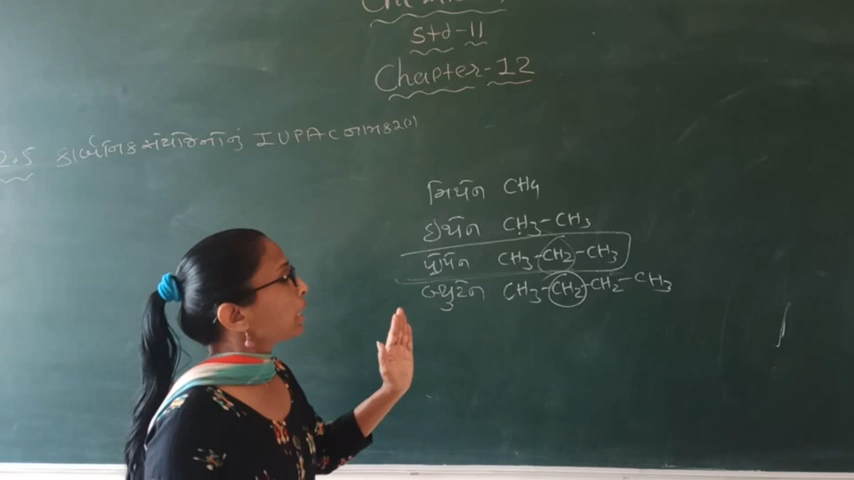 std-11
Chapter-12
2.5 કાર્બનિક સંયોજનોનું IUPAC નામકરણ
મિથેન CH4
ઇથેન CH3-CH3
પ્રોપેન CH3-CH2-CH3
બ્યુટેન CH3-CH2-CH2-CH3